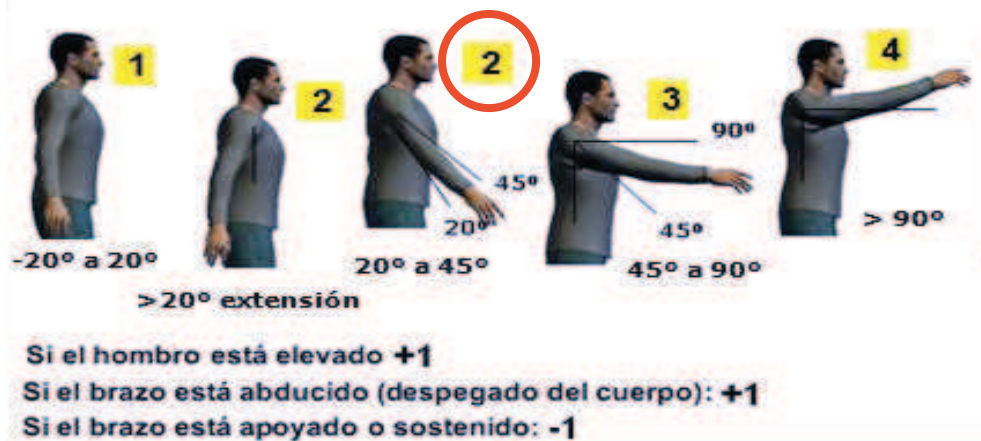 1
2
2
3
4
90º
45º
20º
45º
> 90º
-20º a 20º
20º a 45º
45º a 90º
>20º extensión
Si el hombro está elevado +1
Si el brazo está abducido (despegado del cuerpo): +1
Si el brazo está apoyado o sostenido: -1